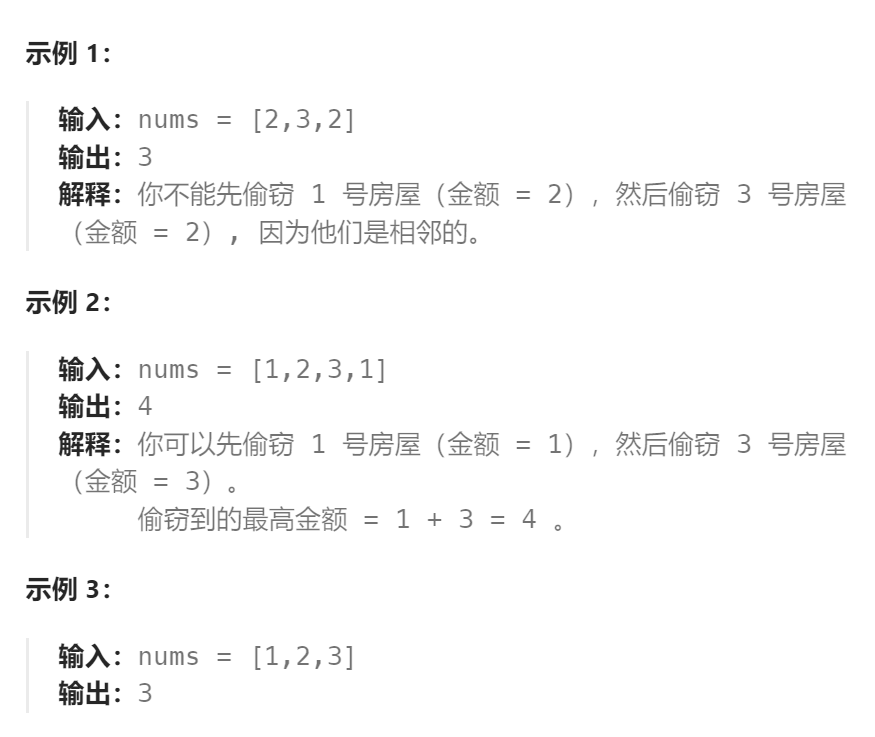 示例 1：
输入：nums = [2,3,2]
输出：3
解释：你不能先偷窃 1 号房屋（金额 = 2），然后偷窃 3 号房屋
（金额 = 2）, 因为他们是相邻的。
示例 2：
输入：nums = [1,2,3,1]
输出：4
解释：你可以先偷窃 1 号房屋（金额 = 1），然后偷窃 3 号房屋
（金额 = 3）。
偷窃到的最高金额 = 1 + 3 = 4 。
示例 3：
输入：nums = [1,2,3]
输出：3